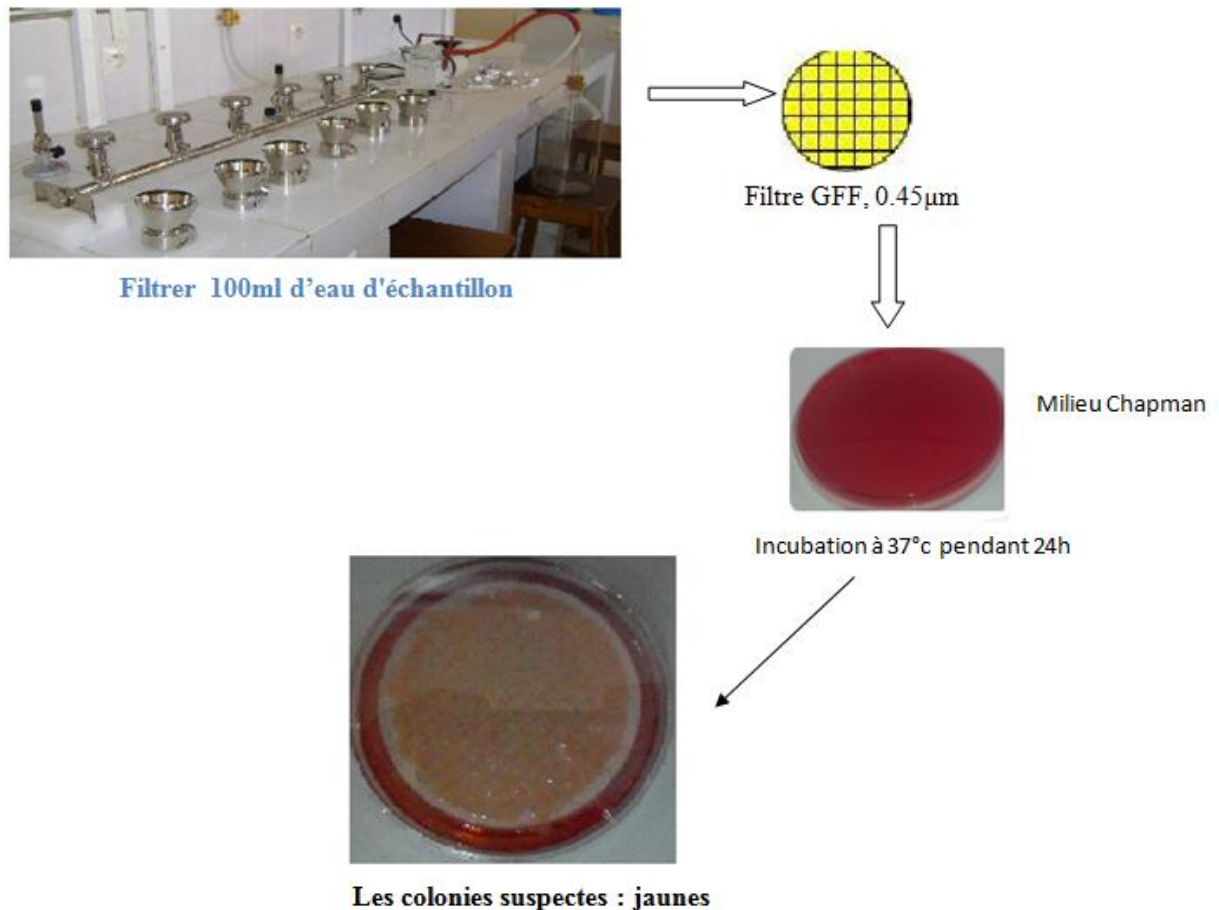 Filtrer 100ml d’eau d'échantillon
Filtre GFF, 0.45µm
Milieu Chapman
Incubation à 37°c pendant 24h
Les colonies suspectes : jaunes